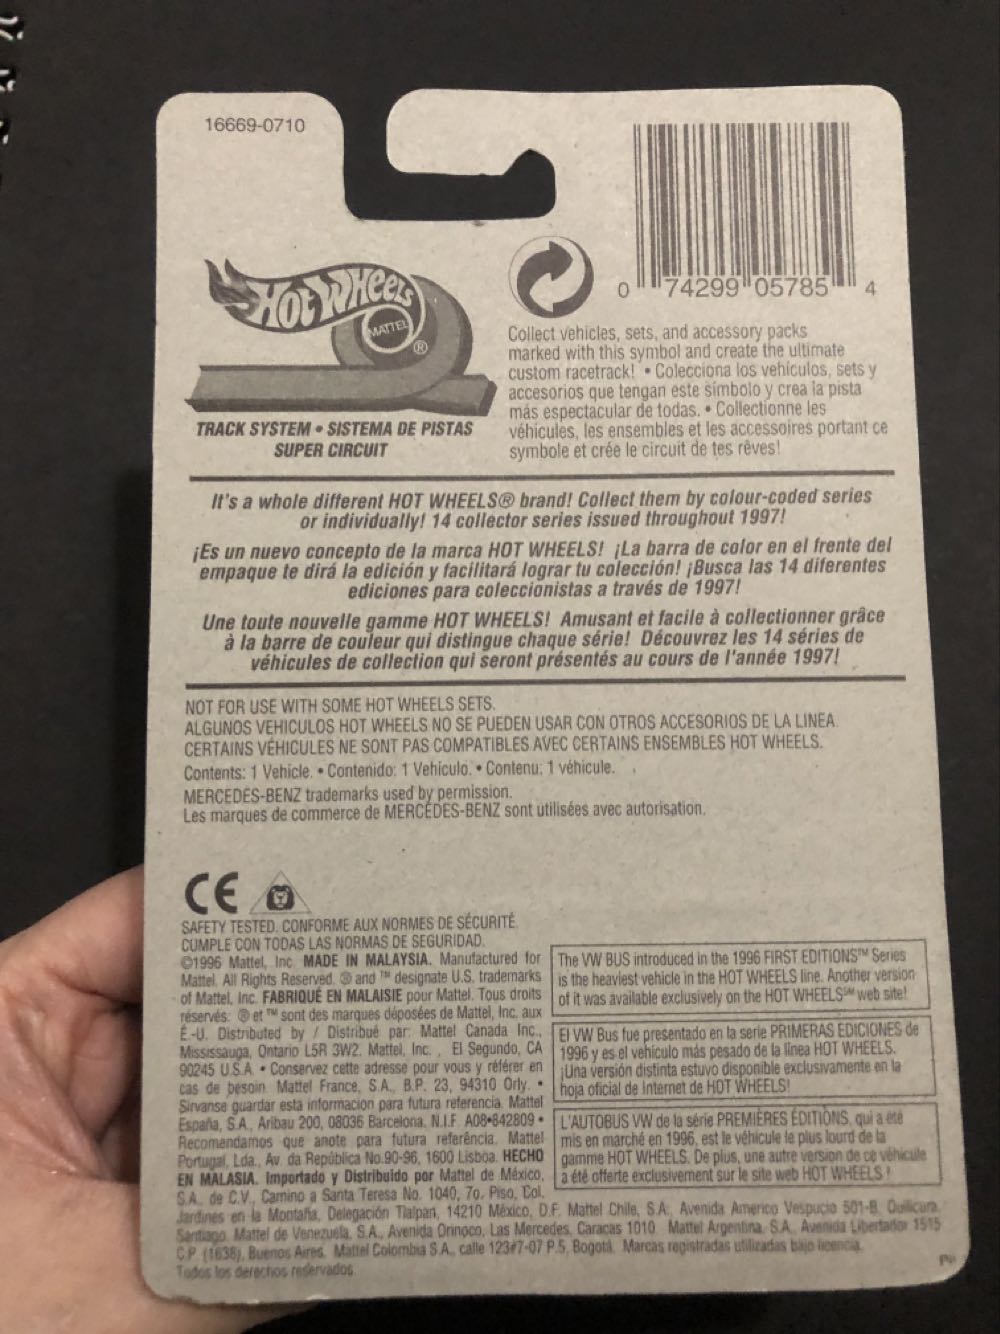 16669-0710
0 74299 05785 4
HOT WHEELS
MATTEL
®
TRACK SYSTEM • SISTEMA DE PISTAS
SUPER CIRCUIT
Collect vehicles, sets, and accessory packs
marked with this symbol and create the ultimate
custom racetrack! • Colecciona los vehículos, sets y
accesorios que tengan este símbolo y crea la pista
más espectacular de todas. • Collectionne les
véhicules, les ensembles et les accessoires portant ce
symbole et crée le circuit de tes rêves!
It's a whole different HOT WHEELS® brand! Collect them by colour-coded series
or individually! 14 collector series issued throughout 1997!
¡Es un nuevo concepto de la marca HOT WHEELS! ¡La barra de color en el frente del
empaque te dirá la edición y facilitará lograr tu colección! ¡Busca las 14 diferentes
ediciones para coleccionistas a través de 1997!
Une toute nouvelle gamme HOT WHEELS! Amusant et facile à collectionner grâce
à la barre de couleur qui distingue chaque série! Découvrez les 14 séries de
véhicules de collection qui seront présentés au cours de l'année 1997!
NOT FOR USE WITH SOME HOT WHEELS SETS.
ALGUNOS VEHICULOS HOT WHEELS NO SE PUEDEN USAR CON OTROS ACCESORIOS DE LA LINEA.
CERTAINS VÉHICULES NE SONT PAS COMPATIBLES AVEC CERTAINS ENSEMBLES HOT WHEELS.
Contents: 1 Vehicle. • Contenido: 1 Vehículo. • Contenu: 1 véhicule.
MERCEDES-BENZ trademarks used by permission.
Les marques de commerce de MERCEDES-BENZ sont utilisées avec autorisation.
CE
SAFETY TESTED. CONFORME AUX NORMES DE SÉCURITÉ.
CUMPLE CON TODAS LAS NORMAS DE SEGURIDAD.
©1996 Mattel, Inc. MADE IN MALAYSIA. Manufactured for
Mattel. All Rights Reserved. ® and ™ designate U.S. trademarks
of Mattel, Inc. FABRIQUÉ EN MALAISIE pour Mattel. Tous droits
réservés: ® et ™ sont des marques déposées de Mattel, Inc. aux
É.-U. Distributed by / Distribué par: Mattel Canada Inc.,
Mississauga, Ontario L5R 3W2. Mattel, Inc., El Segundo, CA
90245 U.S.A. • Conservez cette adresse pour vous y référer en
cas de besoin. Mattel France, S.A., B.P. 23, 94310 Orly. •
Sirvanse guardar esta información para futura referencia. Mattel
España, S.A., Aribau 200, 08036 Barcelona. N.I.F. A08•842809 •
Recomendamos que anote para futura referência. Mattel
Portugal, Lda., Av. da República No.90-96, 1600 Lisboa. HECHO
EN MALASIA. Importado y Distribuido por Mattel de México,
S.A. de C.V., Camino a Santa Teresa No. 1040, 7o. Piso, Col.
Jardines en la Montaña, Delegación Tlalpan, 14210 México, D.F. Mattel Chile, S.A. Avenida Americo Vespucio 501-B. Quilicura.
Santiago. Mattel de Venezuela, S.A., Avenida Orinoco, Las Mercedes, Caracas 1010. Mattel Argentina, S.A. Avenida Libertador 1515
C.P. (1638), Buenos Aires. Mattel Colombia S.A., calle 123#7-07 P.5, Bogotá. Marcas registradas utilizadas bajo licencia.
Todos los derechos reservados.
The VW BUS introduced in the 1996 FIRST EDITIONS™ Series
is the heaviest vehicle in the HOT WHEELS line. Another version
of it was available exclusively on the HOT WHEELS℠ web site!
El VW Bus fue presentado en la serie PRIMERAS EDICIONES de
1996 y es el vehículo más pesado de la línea HOT WHEELS.
¡Una versión distinta estuvo disponible exclusivamente en la
hoja oficial de Internet de HOT WHEELS!
L'AUTOBUS VW de la série PREMIÈRES ÉDITIONS, qui a été
mis en marché en 1996, est le véhicule le plus lourd de la
gamme HOT WHEELS. De plus, une autre version de ce véhicule
a été offerte exclusivement sur le site web HOT WHEELS !